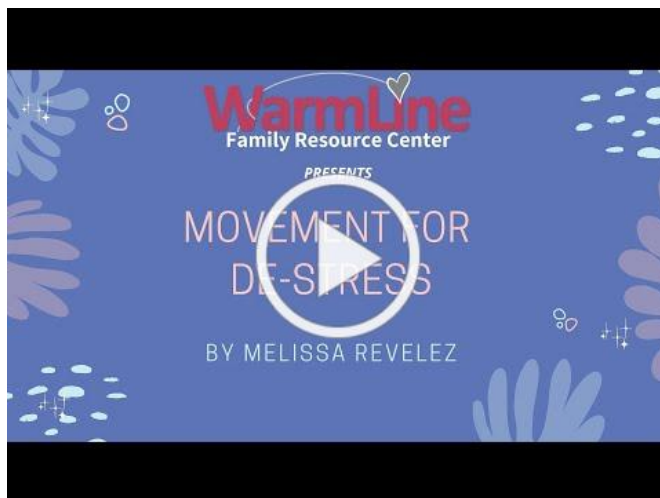 WarmLine
Family Resource Center
PRESENTS
MOVEMENT FOR
DE-STRESS
BY MELISSA REVELEZ